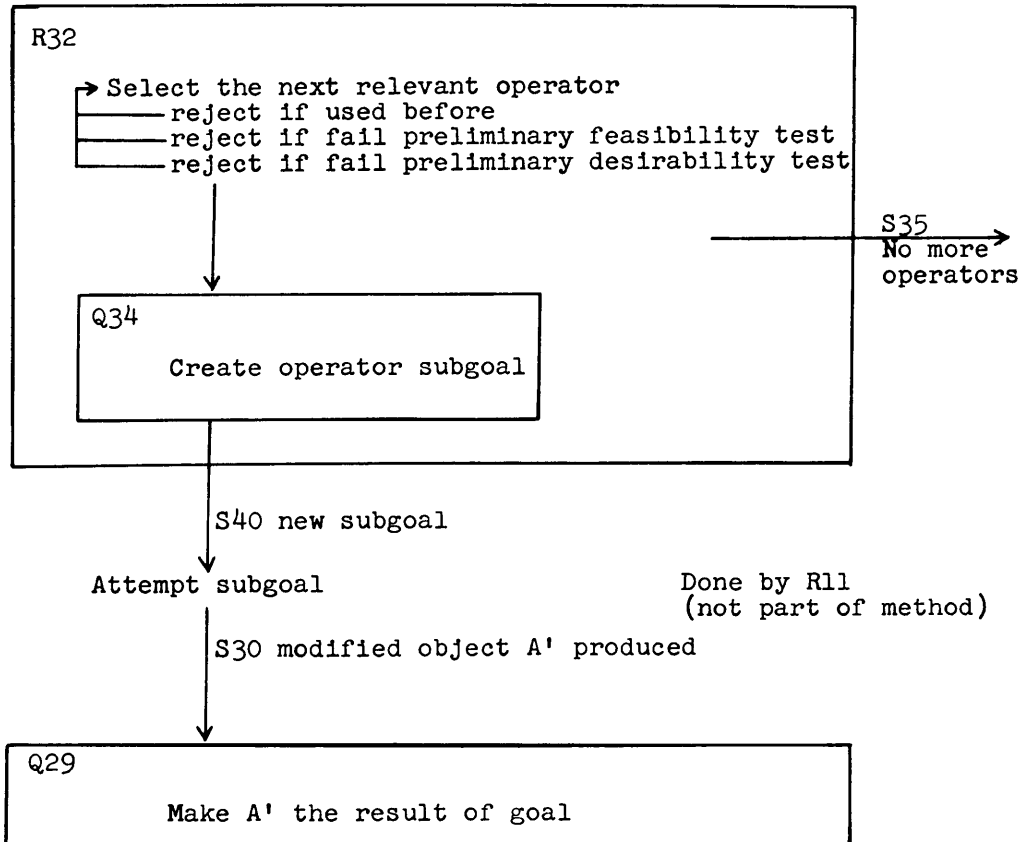 R32
Select the next relevant operator
reject if used before
reject if fail preliminary feasibility test
reject if fail preliminary desirability test
S35
No more
operators
Q34
Create operator subgoal
S40 new subgoal
Attempt subgoal
Done by R11
(not part of method)
S30 modified object A' produced
Q29
Make A' the result of goal